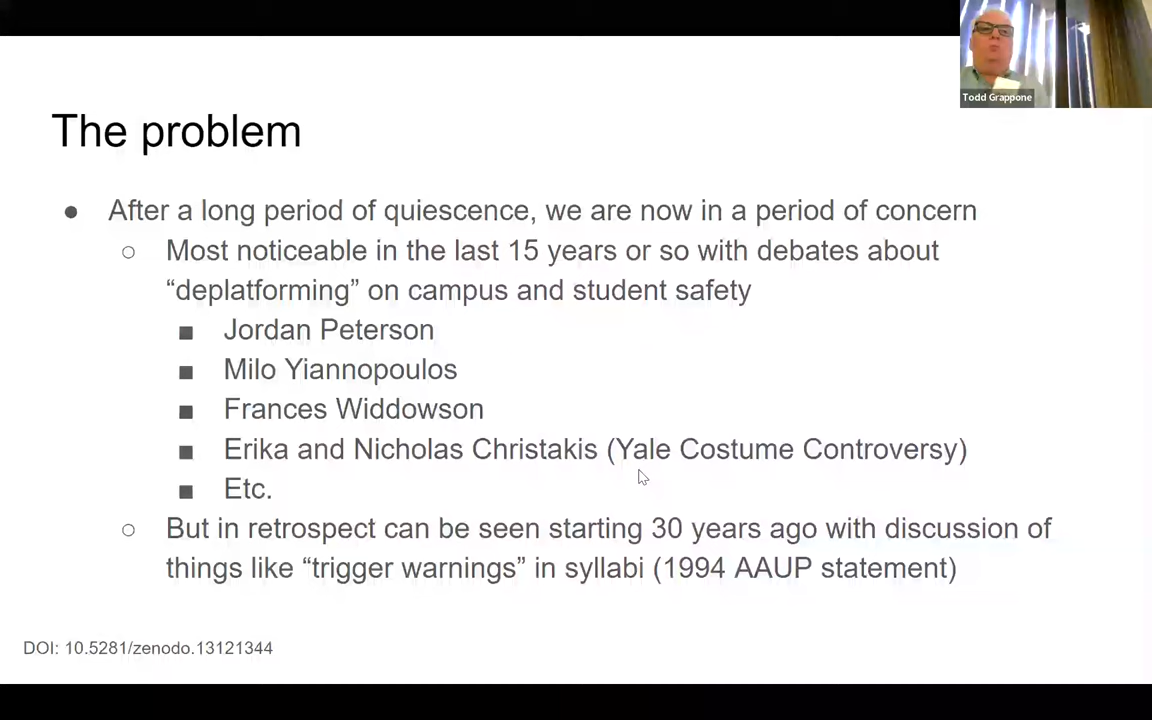 Todd Grappone
The problem
● After a long period of quiescence, we are now in a period of concern
○ Most noticeable in the last 15 years or so with debates about
“deplatforming” on campus and student safety
■ Jordan Peterson
■ Milo Yiannopoulos
■ Frances Widdowson
■ Erika and Nicholas Christakis (Yale Costume Controversy)
■ Etc.
○ But in retrospect can be seen starting 30 years ago with discussion of
things like “trigger warnings” in syllabi (1994 AAUP statement)
DOI: 10.5281/zenodo.13121344